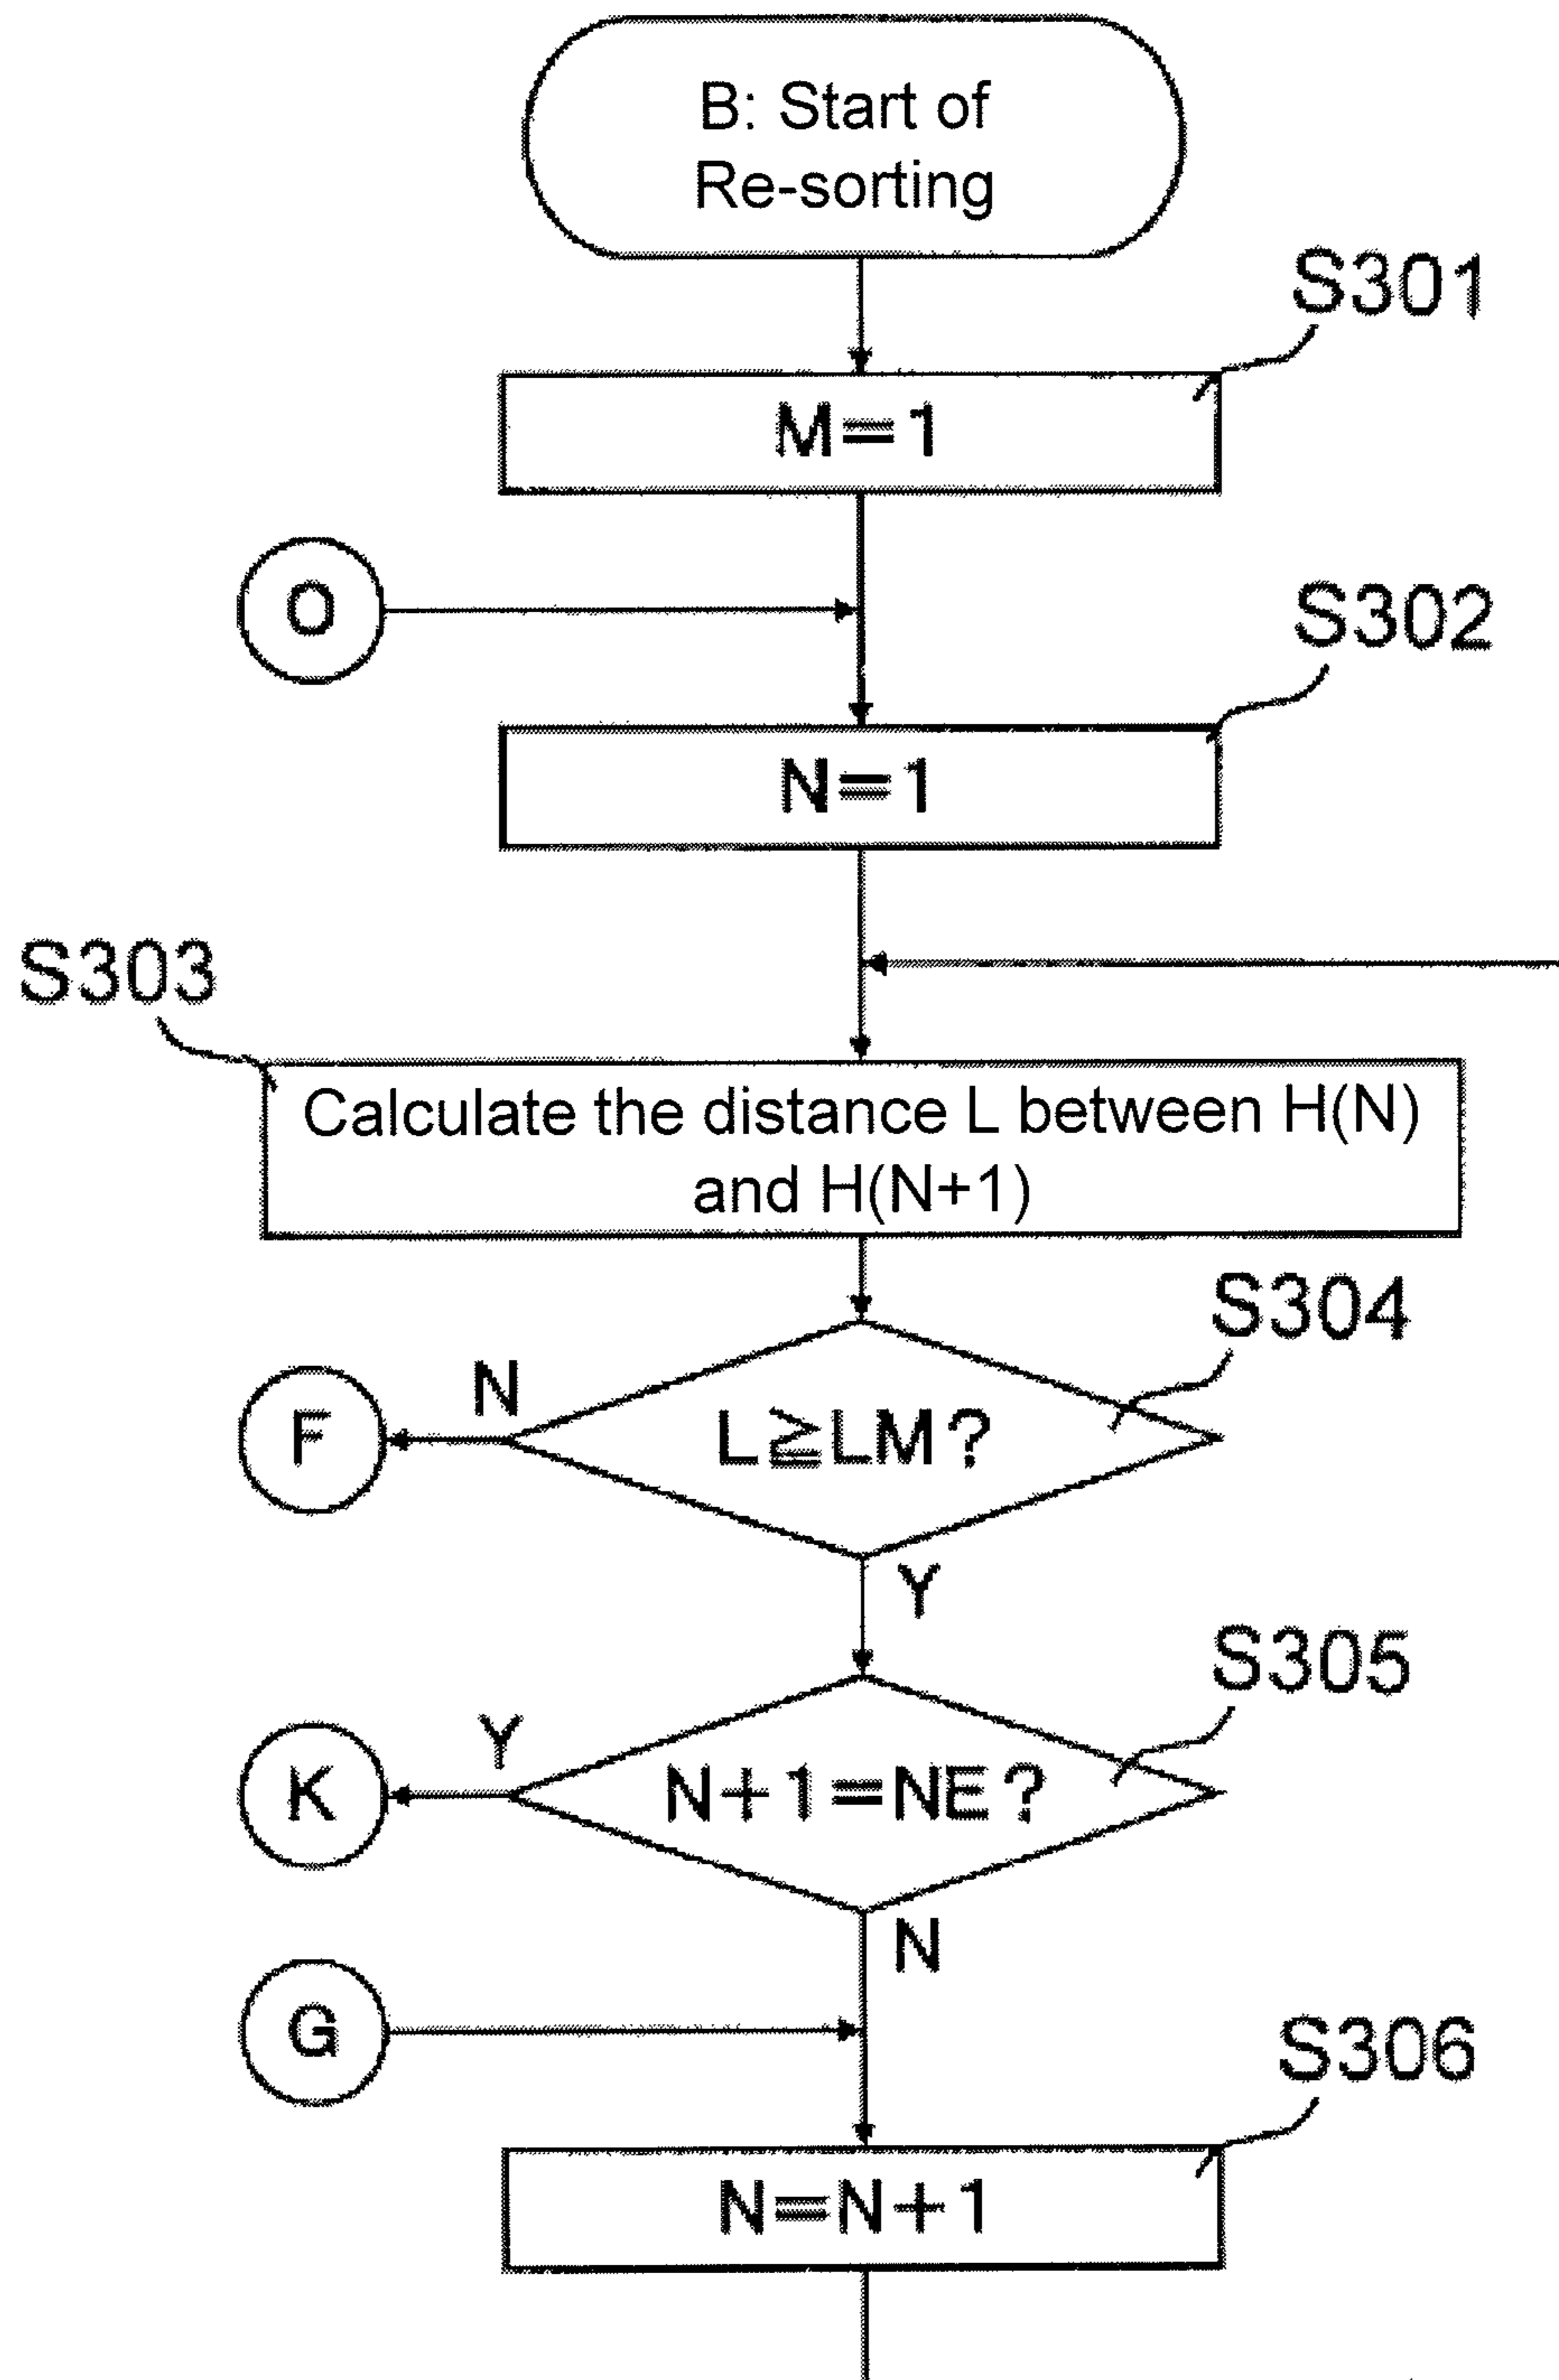 B: Start of
Re-sorting
S301
M=1
O
S302
N=1
S303
Calculate the distance L between H(N)
and H(N+1)
S304
N
F
L≧LM?
Y
S305
Y
K
N+1=NE?
N
G
S306
N=N+1